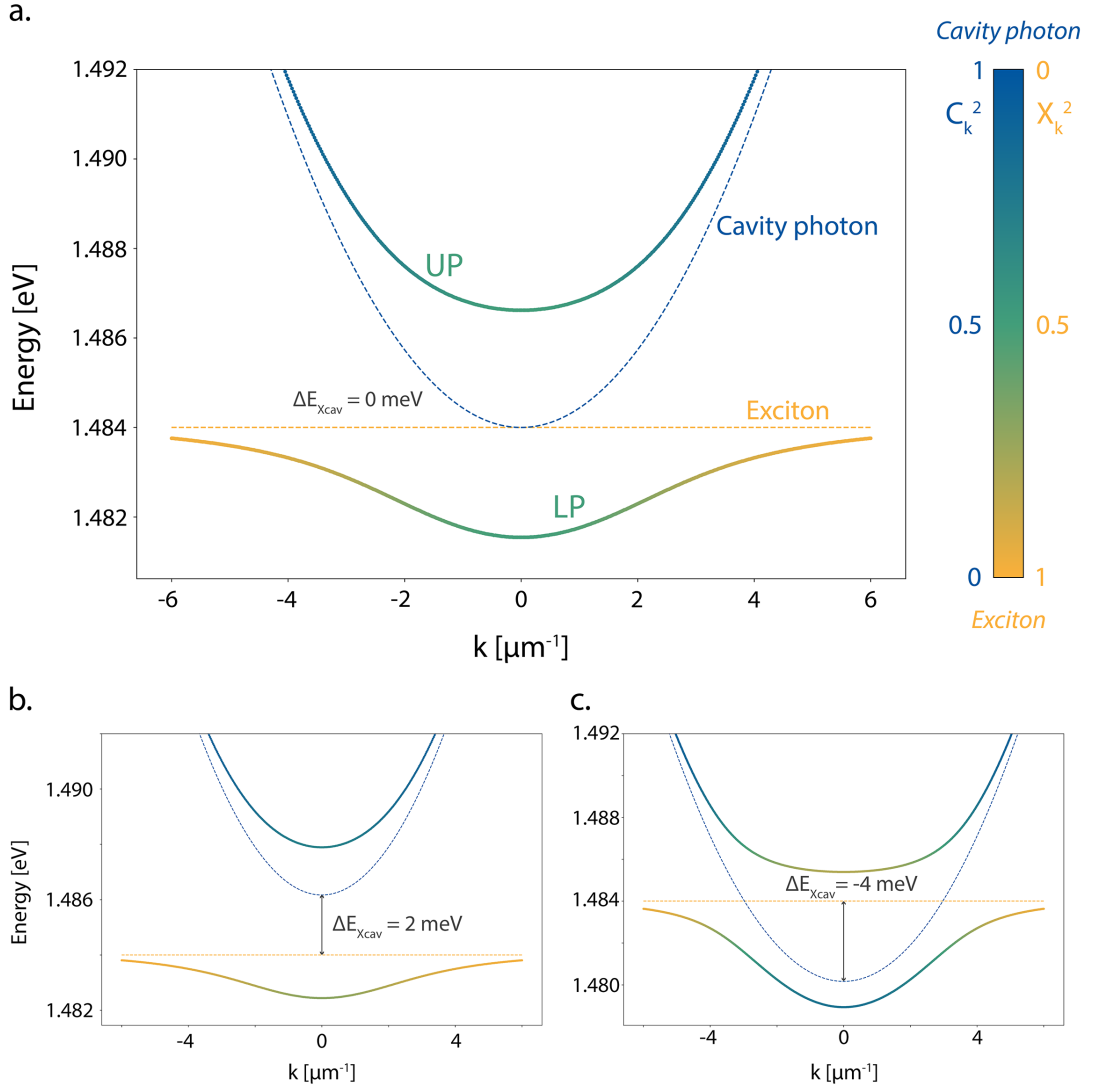 a.
Cavity photon
1 0
C_k^2 X_k^2
0.5 0.5
0 1
Exciton
Energy [eV]
1.492
1.490
1.488
1.486
1.484
1.482
UP
Cavity photon
ΔE_Xcav = 0 meV
Exciton
LP
-6 -4 -2 0 2 4 6
k [µm⁻¹]
b.
Energy [eV]
1.490
1.486
1.482
ΔE_Xcav = 2 meV
-4 0 4
k [µm⁻¹]
c.
1.492
1.488
1.484
1.480
ΔE_Xcav = -4 meV
-4 0 4
k [µm⁻¹]